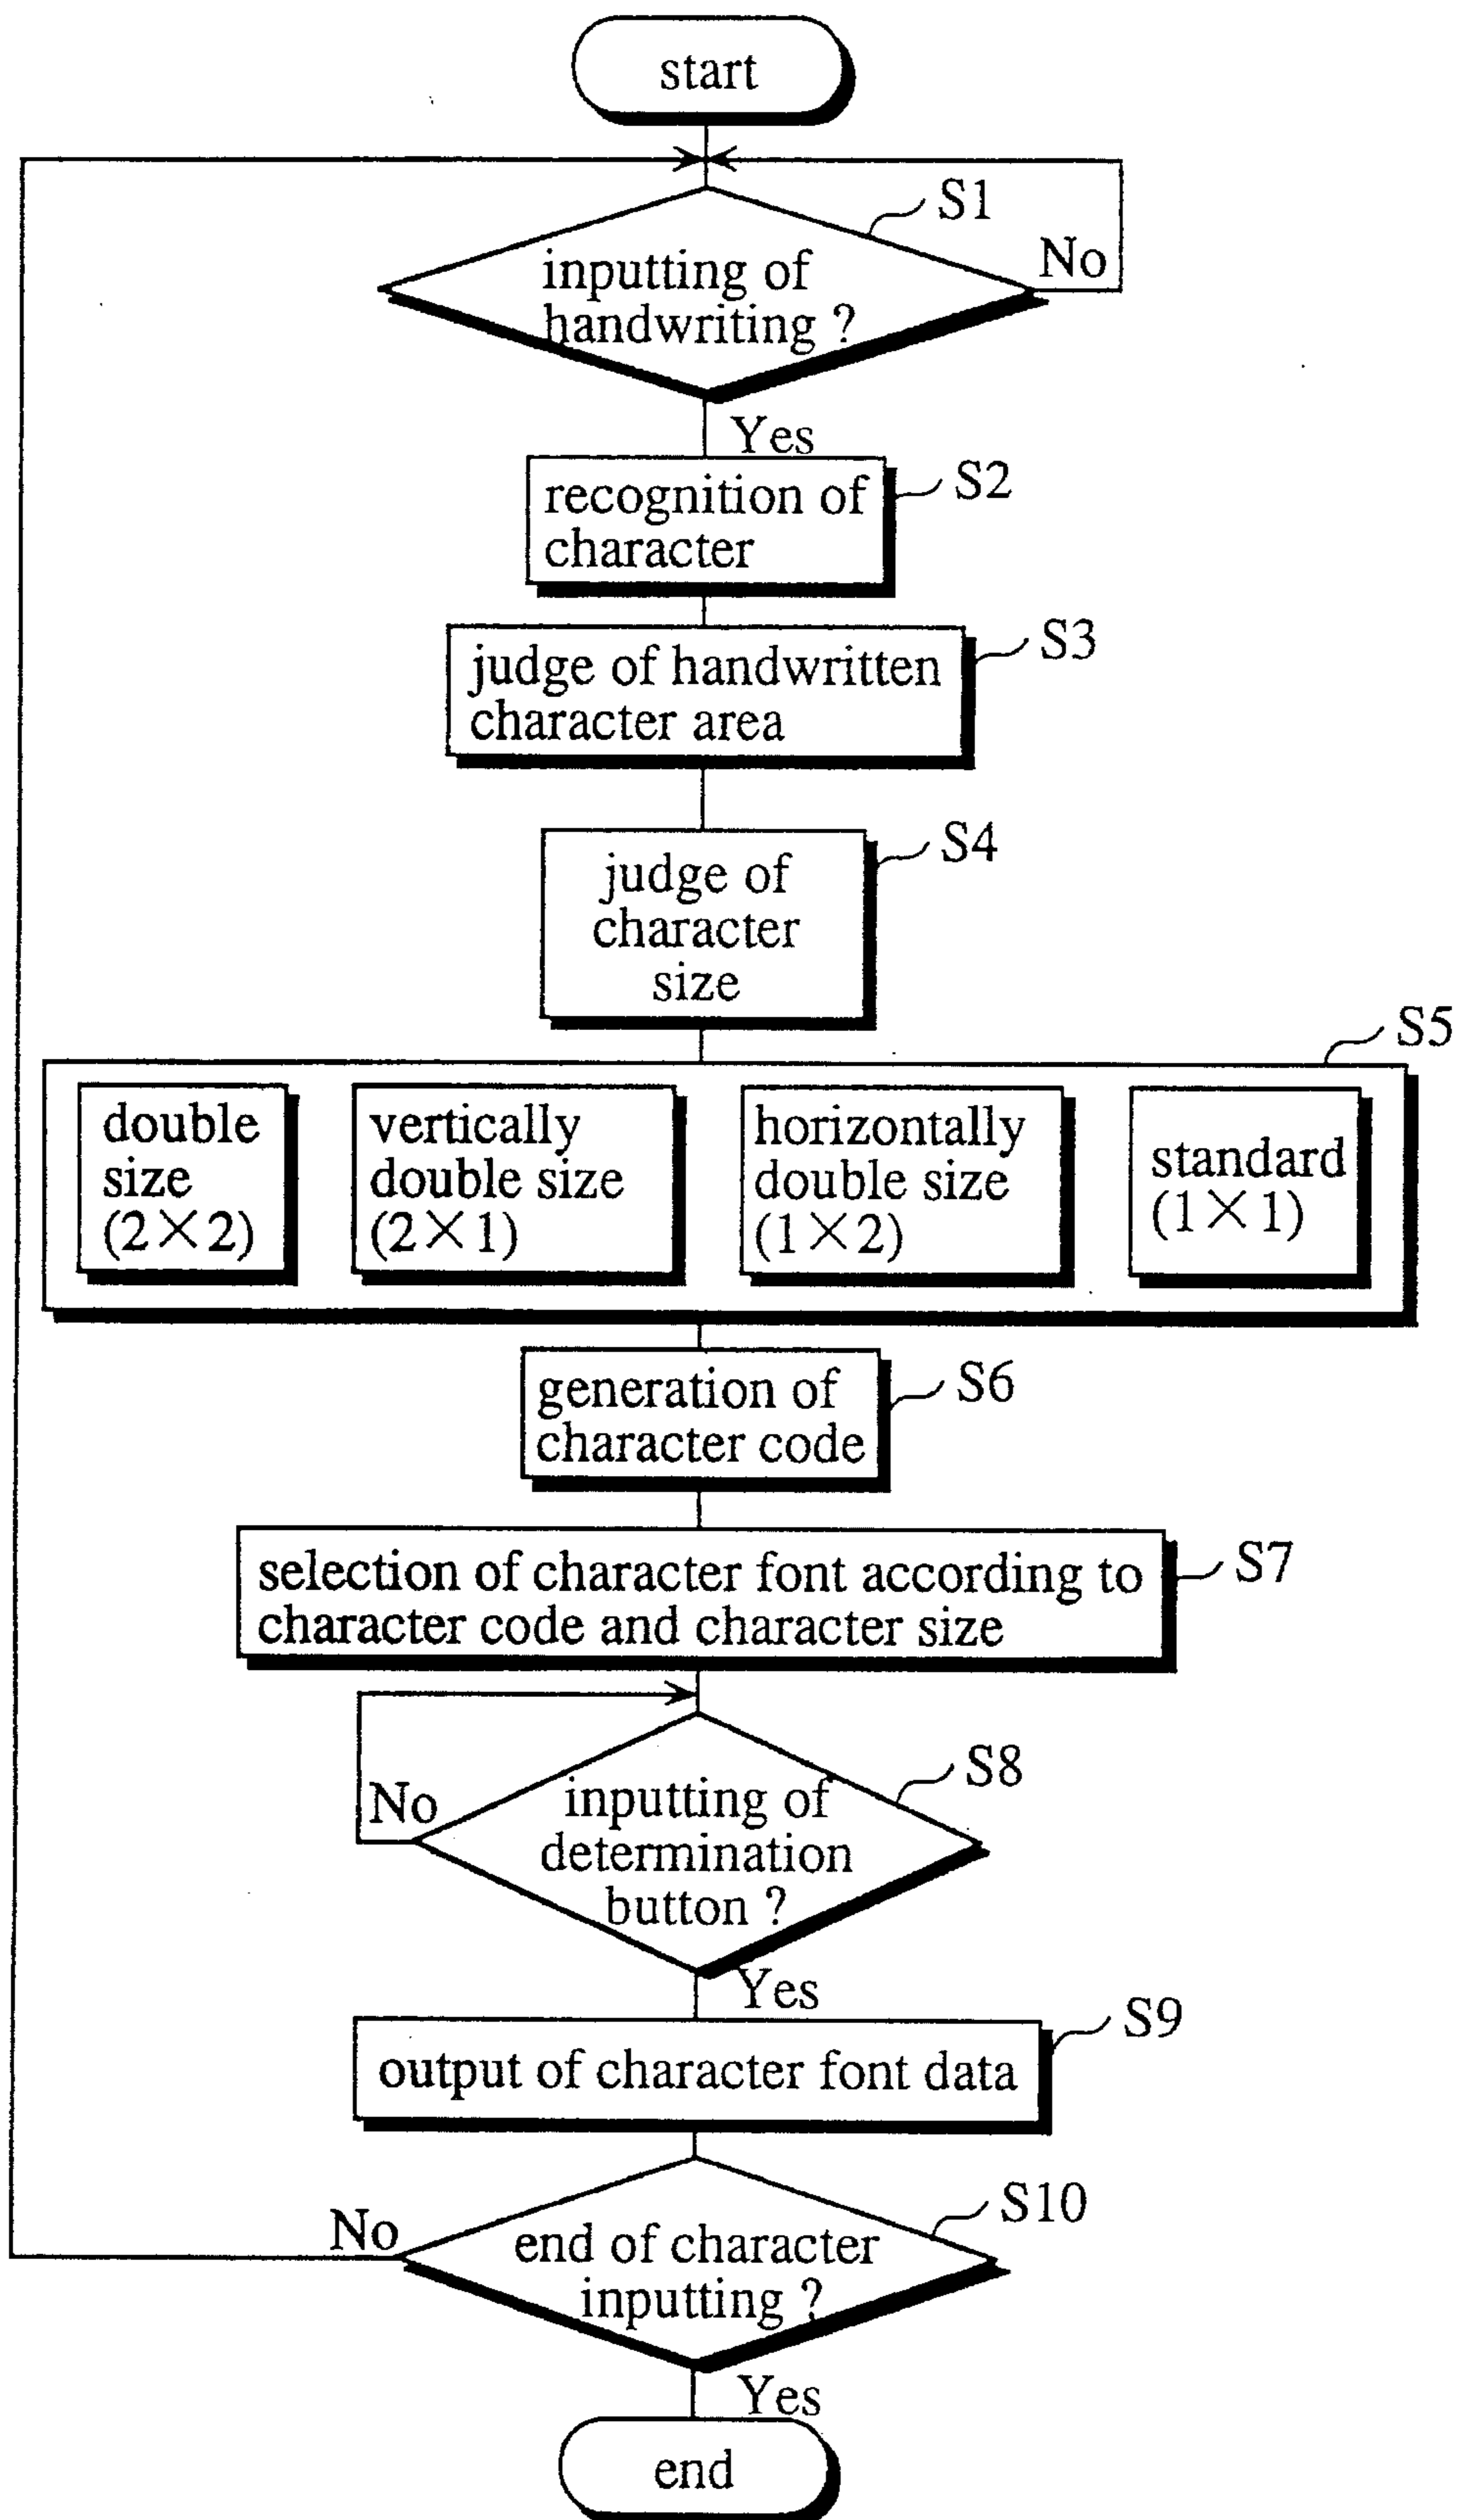 start
S1
No
inputting of
handwriting ?
Yes
S2
recognition of
character
S3
judge of handwritten
character area
S4
judge of
character
size
S5
double
size
(2×2)
vertically
double size
(2×1)
horizontally
double size
(1×2)
standard
(1×1)
S6
generation of
character code
S7
selection of character font according to
character code and character size
S8
No
inputting of
determination
button ?
Yes
S9
output of character font data
S10
No
end of character
inputting ?
Yes
end